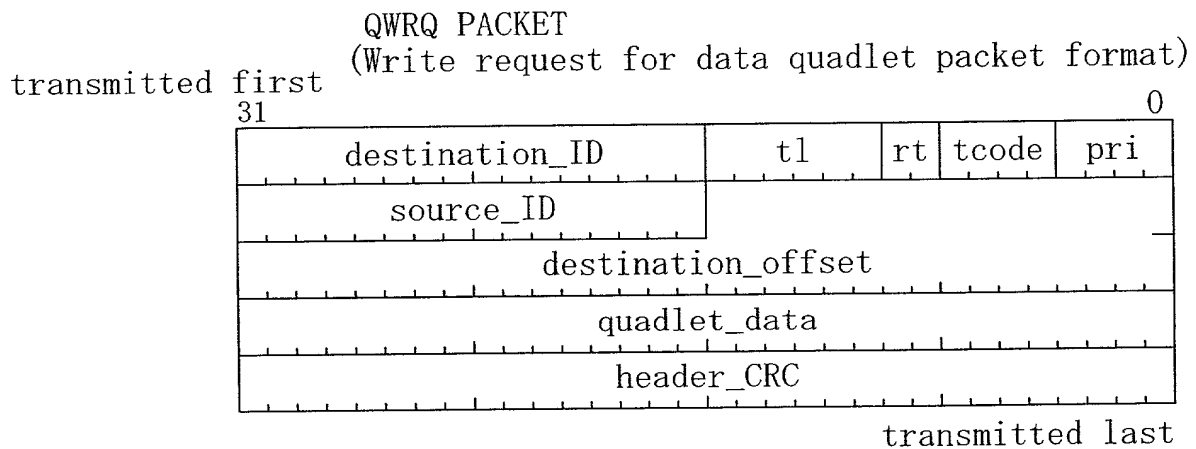 QWRQ PACKET
(Write request for data quadlet packet format)
transmitted first
31 0
destination_ID tl rt tcode pri
source_ID
destination_offset
quadlet_data
header_CRC
transmitted last